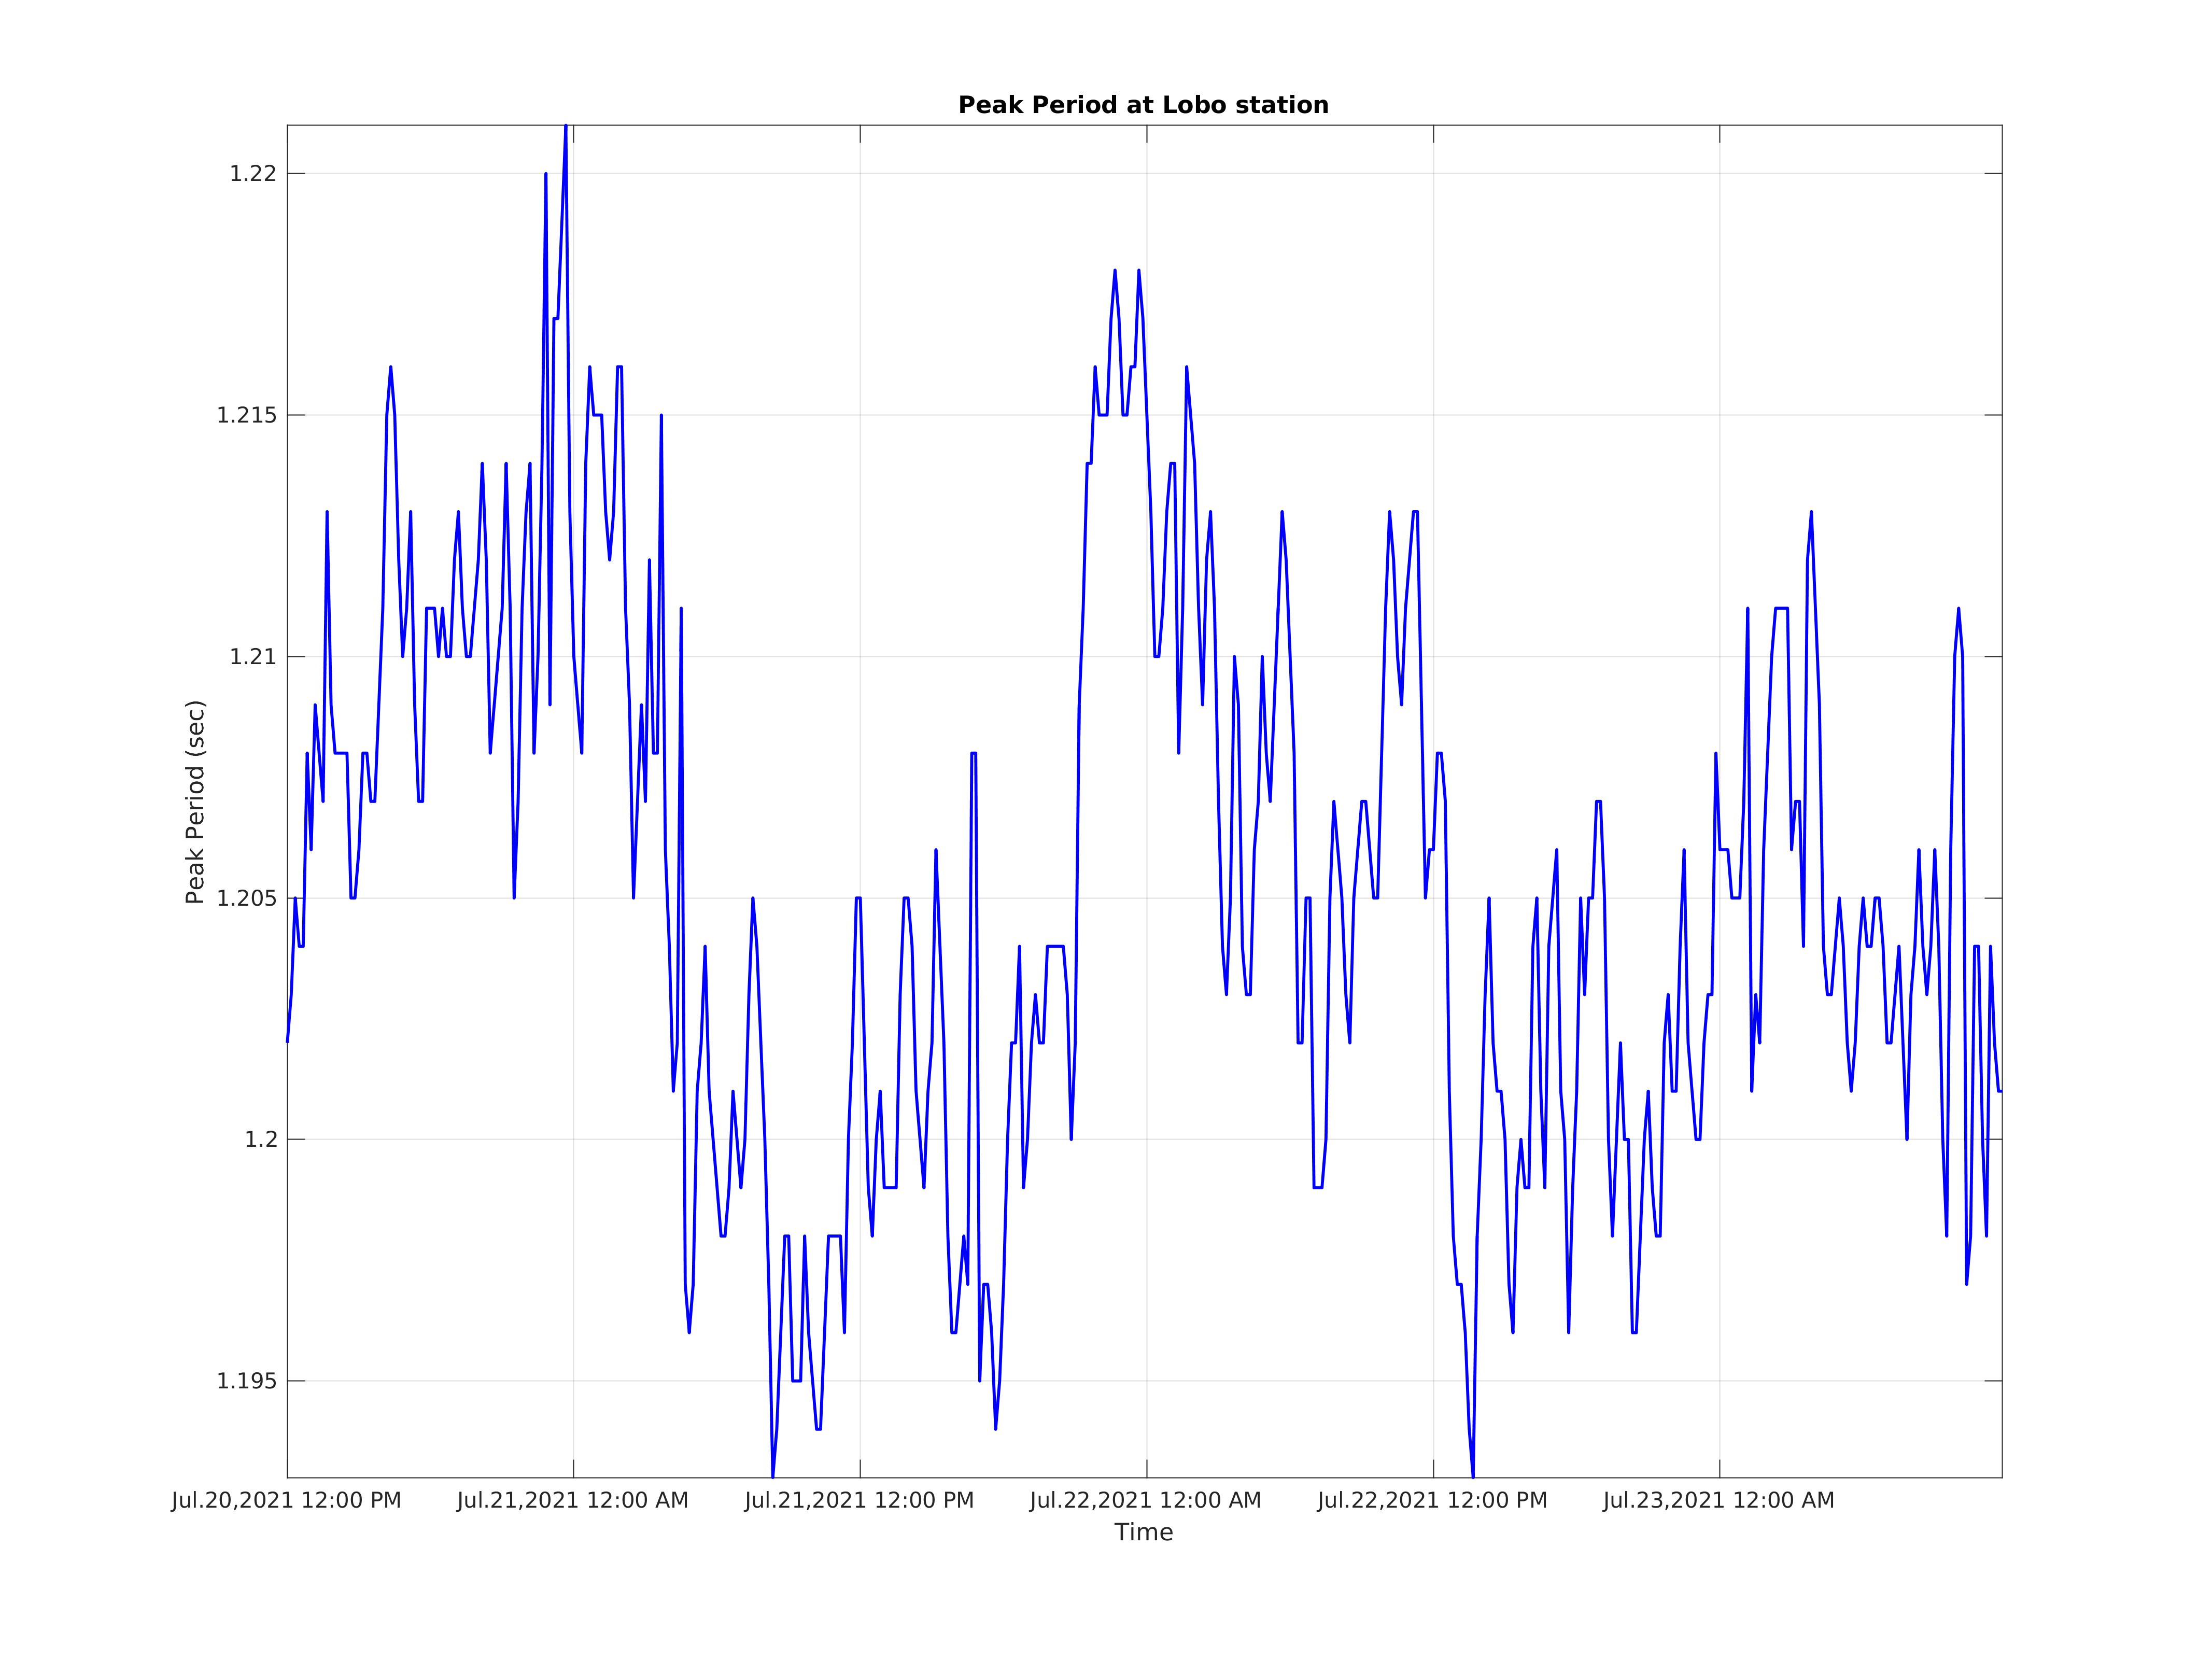 Peak Period at Lobo station
Peak Period (sec)
1.22
1.215
1.21
1.205
1.2
1.195
Jul.20,2021 12:00 PM
Jul.21,2021 12:00 AM
Jul.21,2021 12:00 PM
Jul.22,2021 12:00 AM
Jul.22,2021 12:00 PM
Jul.23,2021 12:00 AM
Time